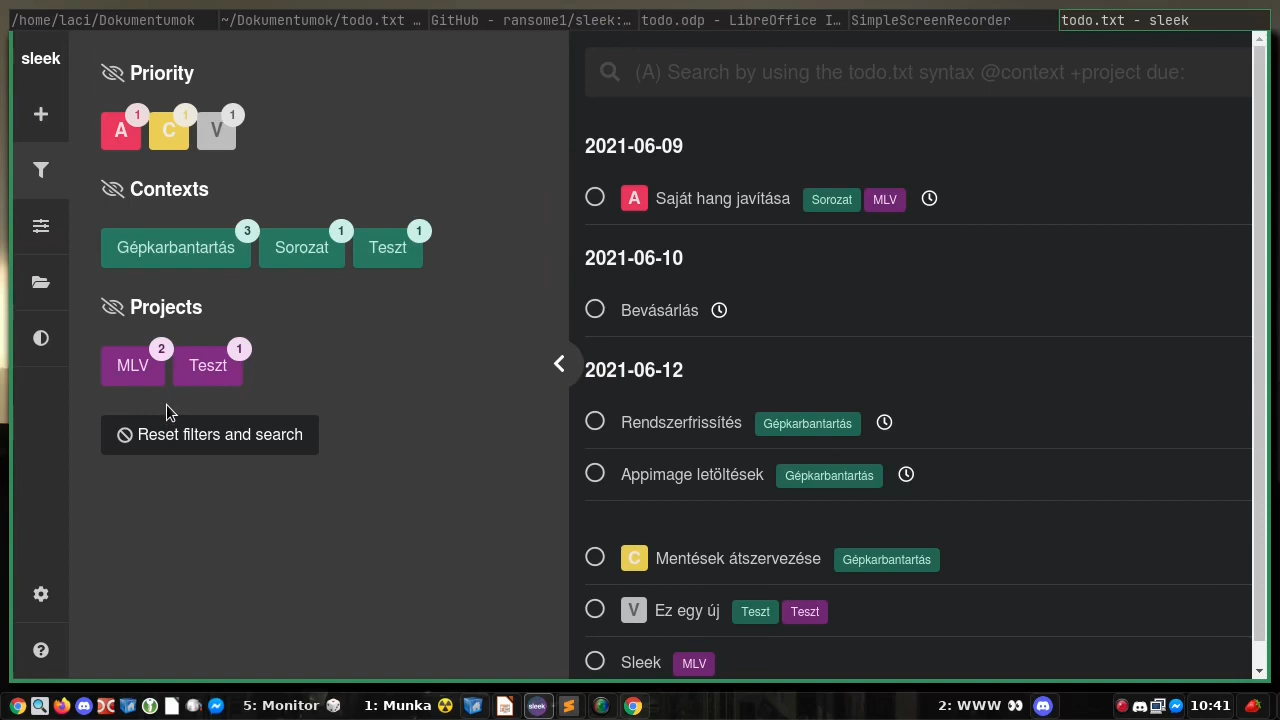 /home/laci/Dokumentumok ~/Dokumentumok/todo.txt … GitHub - ransome1/sleek:… todo.odp - LibreOffice I… SimpleScreenRecorder todo.txt - sleek
sleek
Priority
A 1 C 1 V 1
Contexts
Gépkarbantartás 3 Sorozat 1 Teszt 1
Projects
MLV 2 Teszt 1
Reset filters and search
(A) Search by using the todo.txt syntax @context +project due:
2021-06-09
A Saját hang javítása Sorozat MLV
2021-06-10
Bevásárlás
2021-06-12
Rendszerfrissítés Gépkarbantartás
Appimage letöltések Gépkarbantartás
C Mentések átszervezése Gépkarbantartás
V Ez egy új Teszt Teszt
Sleek MLV
5: Monitor 1: Munka sleek 2: WWW 10:41